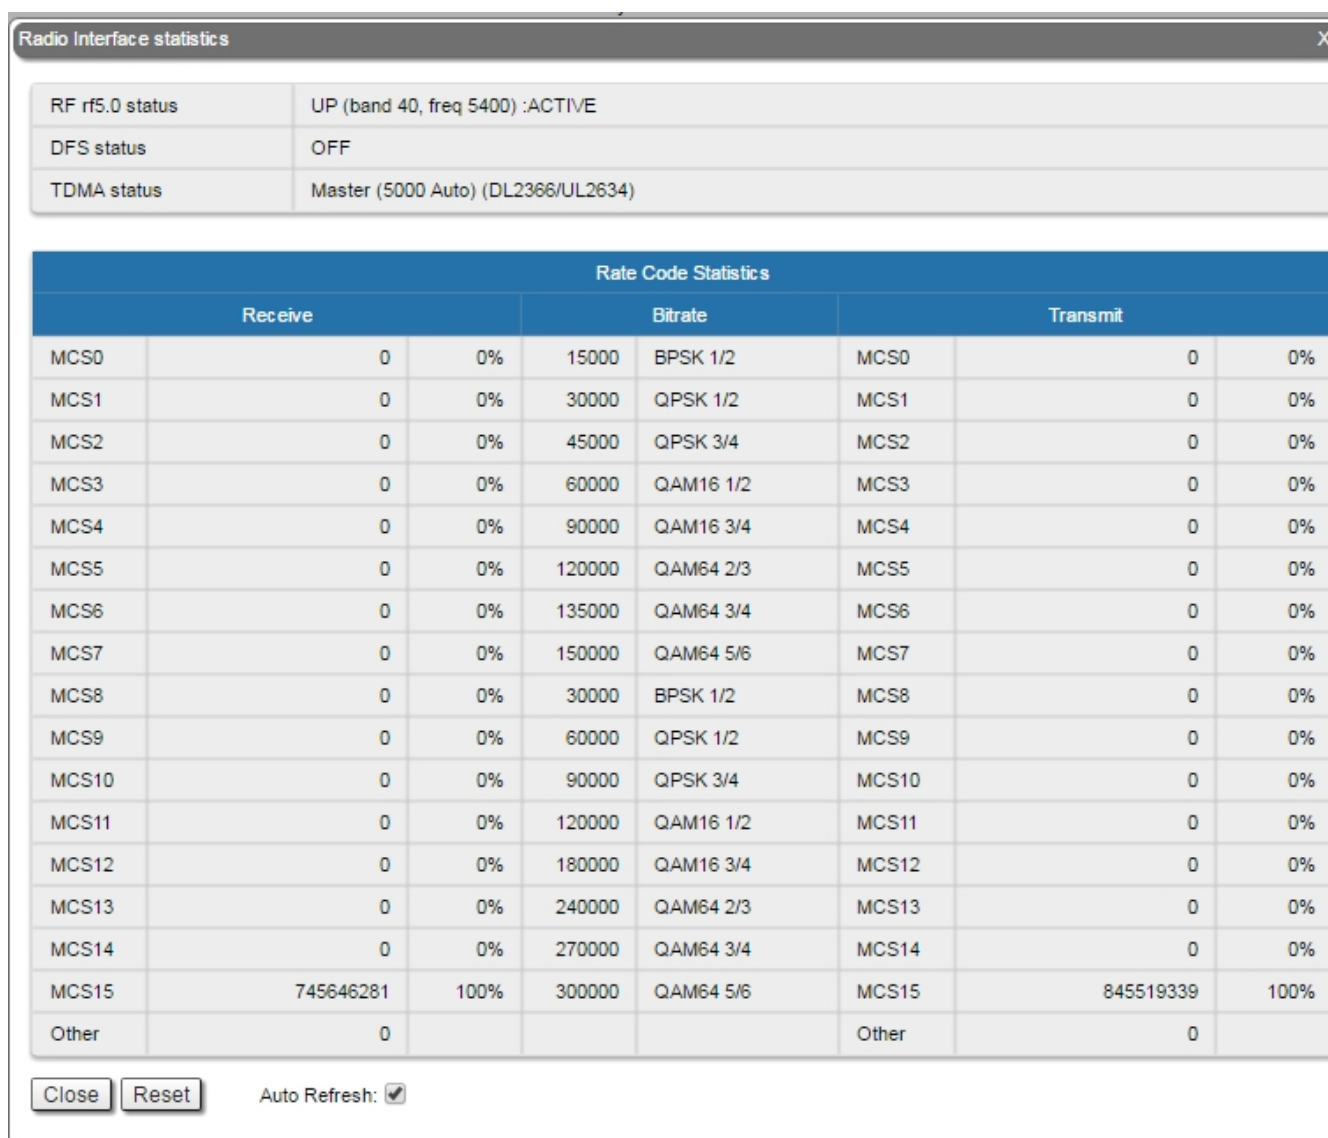 Radio Interface statistics X
RF rf5.0 status UP (band 40, freq 5400) :ACTIVE
DFS status OFF
TDMA status Master (5000 Auto) (DL2366/UL2634)
Rate Code Statistics
Receive Bitrate Transmit
MCS0 0 0% 15000 BPSK 1/2 MCS0 0 0%
MCS1 0 0% 30000 QPSK 1/2 MCS1 0 0%
MCS2 0 0% 45000 QPSK 3/4 MCS2 0 0%
MCS3 0 0% 60000 QAM16 1/2 MCS3 0 0%
MCS4 0 0% 90000 QAM16 3/4 MCS4 0 0%
MCS5 0 0% 120000 QAM64 2/3 MCS5 0 0%
MCS6 0 0% 135000 QAM64 3/4 MCS6 0 0%
MCS7 0 0% 150000 QAM64 5/6 MCS7 0 0%
MCS8 0 0% 30000 BPSK 1/2 MCS8 0 0%
MCS9 0 0% 60000 QPSK 1/2 MCS9 0 0%
MCS10 0 0% 90000 QPSK 3/4 MCS10 0 0%
MCS11 0 0% 120000 QAM16 1/2 MCS11 0 0%
MCS12 0 0% 180000 QAM16 3/4 MCS12 0 0%
MCS13 0 0% 240000 QAM64 2/3 MCS13 0 0%
MCS14 0 0% 270000 QAM64 3/4 MCS14 0 0%
MCS15 745646281 100% 300000 QAM64 5/6 MCS15 845519339 100%
Other 0 Other 0
Close Reset Auto Refresh: